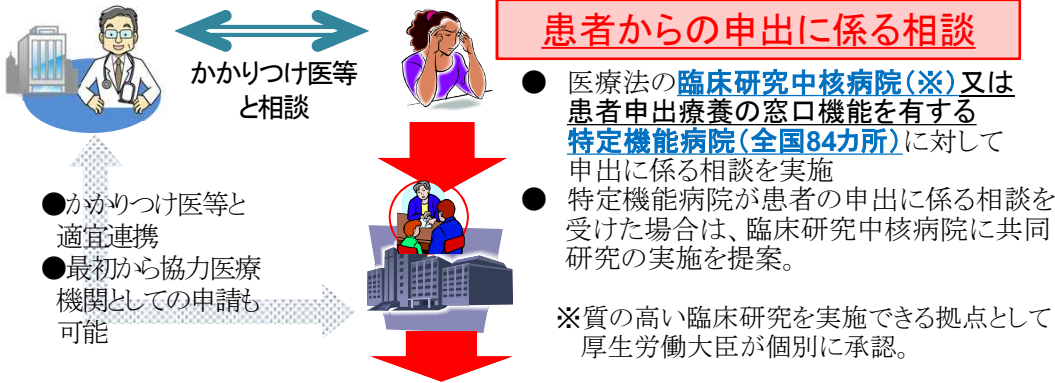 患者からの申出に係る相談
かかりつけ医等
と相談
● 医療法の臨床研究中核病院（※）又は
患者申出療養の窓口機能を有する
特定機能病院（全国84カ所）に対して
申出に係る相談を実施
● 特定機能病院が患者の申出に係る相談を
受けた場合は、臨床研究中核病院に共同
研究の実施を提案。
※質の高い臨床研究を実施できる拠点として
厚生労働大臣が個別に承認。
●かかりつけ医等と
適宜連携
●最初から協力医療
機関としての申請も
可能